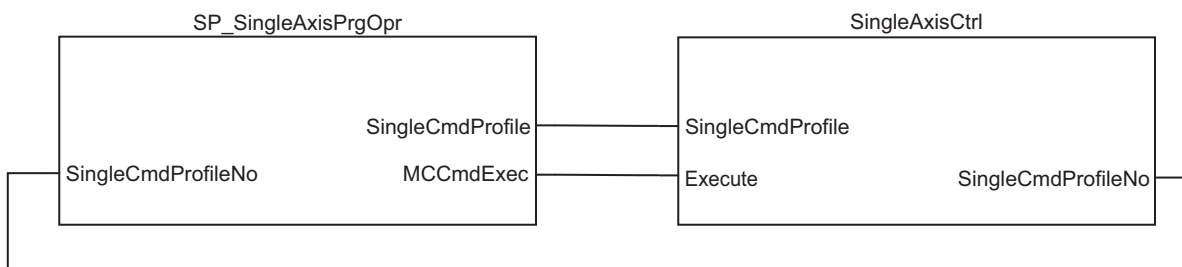 SP_SingleAxisPrgOpr
SingleCmdProfile
SingleCmdProfileNo
MCCmdExec
SingleAxisCtrl
SingleCmdProfile
Execute
SingleCmdProfileNo